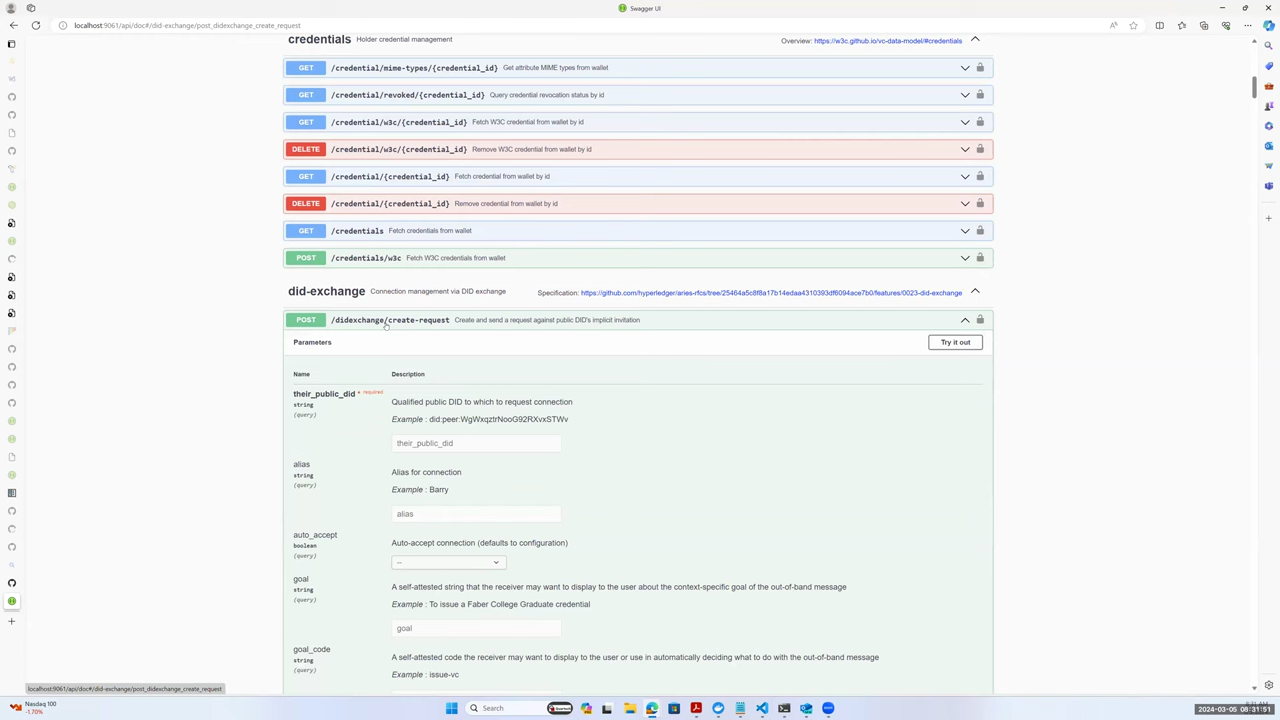 Swagger UI
localhost:9061/api/doc#/did-exchange/post_didexchange_create_request
credentials Holder credential management Overview: https://w3c.github.io/vc-data-model/#credentials
GET /credential/mime-types/{credential_id} Get attribute MIME types from wallet
GET /credential/revoked/{credential_id} Query credential revocation status by id
GET /credential/w3c/{credential_id} Fetch W3C credential from wallet by id
DELETE /credential/w3c/{credential_id} Remove W3C credential from wallet by id
GET /credential/{credential_id} Fetch credential from wallet by id
DELETE /credential/{credential_id} Remove credential from wallet by id
GET /credentials Fetch credentials from wallet
POST /credentials/w3c Fetch W3C credentials from wallet
did-exchange Connection management via DID exchange Specification: https://github.com/hyperledger/aries-rfcs/tree/25464a5c8f8a17b14edaa4310393df6094ace7b0/features/0023-did-exchange
POST /didexchange/create-request Create and send a request against public DID's implicit invitation
Parameters Try it out
Name Description
their_public_did * required
string
(query)
Qualified public DID to which to request connection
Example : did:peer:WgWxqztrNooG92RXvxSTWv
their_public_did
alias
string
(query)
Alias for connection
Example : Barry
alias
auto_accept
boolean
(query)
Auto-accept connection (defaults to configuration)
--
goal
string
(query)
A self-attested string that the receiver may want to display to the user about the context-specific goal of the out-of-band message
Example : To issue a Faber College Graduate credential
goal
goal_code
string
(query)
A self-attested code the receiver may want to display to the user or use in automatically deciding what to do with the out-of-band message
Example : issue-vc
localhost:9061/api/doc#/did-exchange/post_didexchange_create_request
Nasdaq 100
-1.70%
Search
2024-03-05 08:31:51